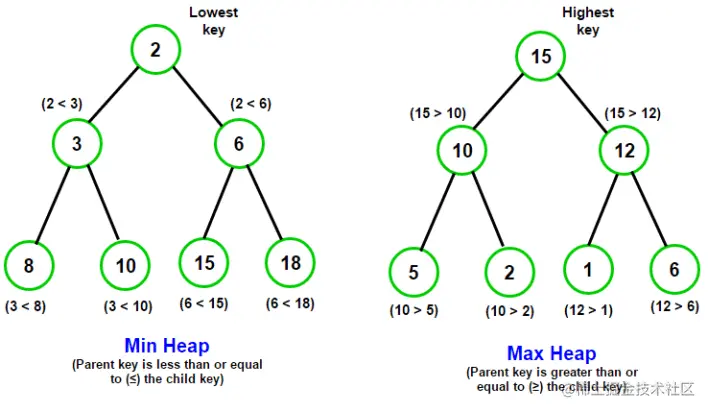 Lowest
key
2
(2 < 3)
(2 < 6)
3
6
8
10
15
18
(3 < 8)
(3 < 10)
(6 < 15)
(6 < 18)
Min Heap
(Parent key is less than or equal
to (≤) the child key)
Highest
key
15
(15 > 10)
(15 > 12)
10
12
5
2
1
6
(10 > 5)
(10 > 2)
(12 > 1)
(12 > 6)
Max Heap
(Parent key is greater than or
equal to (≥) the child key)
@稀土掘金技术社区